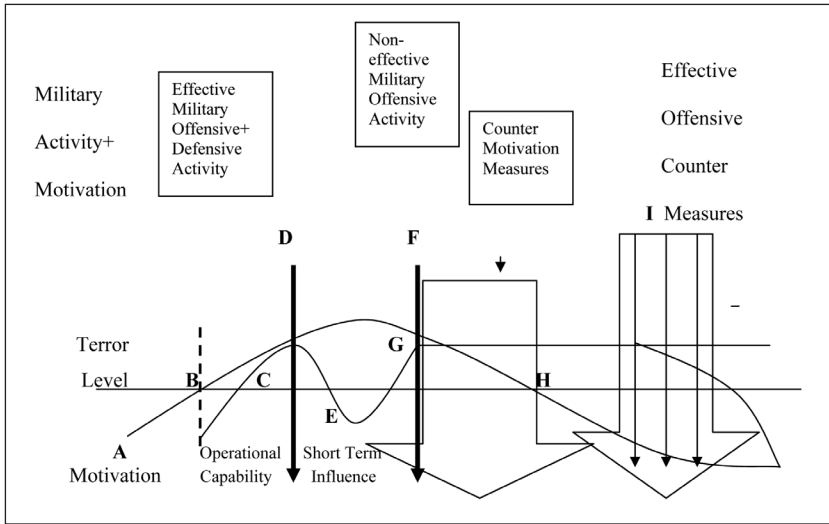 Military
Activity+
Motivation
Effective
Military
Offensive+
Defensive
Activity
Non-
effective
Military
Offensive
Activity
Counter
Motivation
Measures
Effective
Offensive
Counter
I Measures
D
F
Terror
Level
B
C
E
G
H
A
Motivation
Operational
Capability
Short Term
Influence